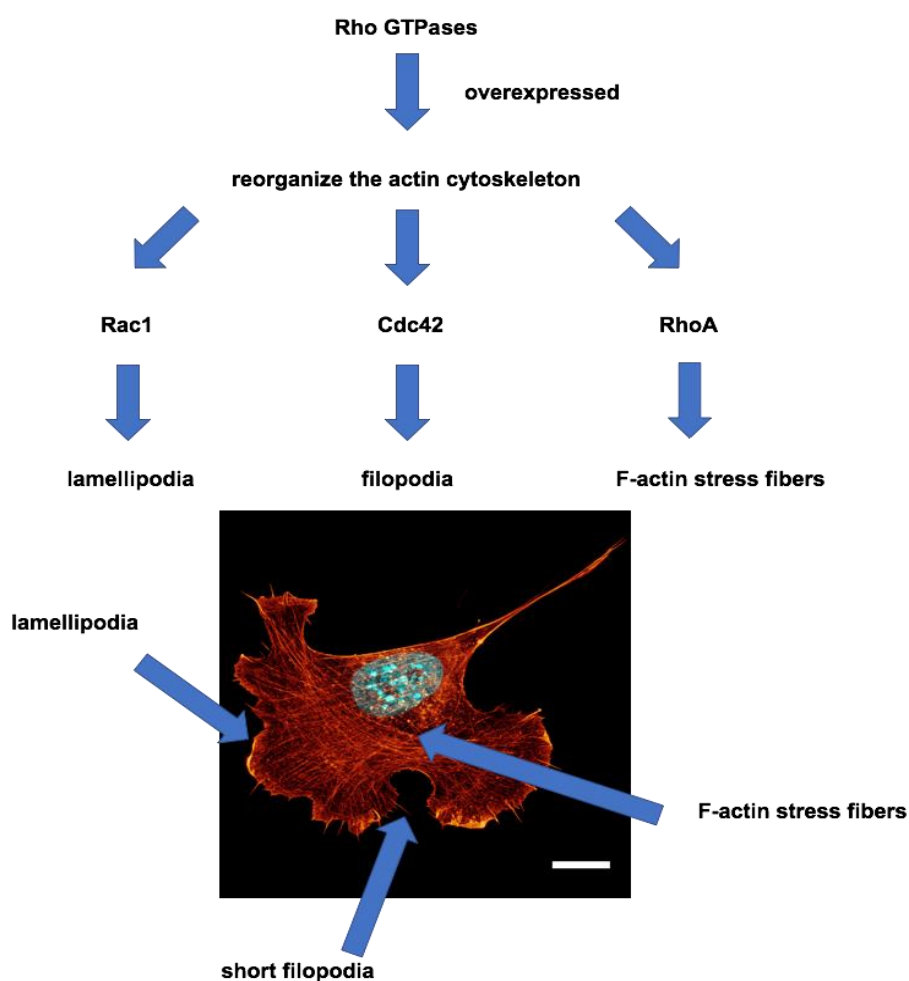 Rho GTPases
overexpressed
reorganize the actin cytoskeleton
Rac1
Cdc42
RhoA
lamellipodia
filopodia
F-actin stress fibers
lamellipodia
F-actin stress fibers
short filopodia